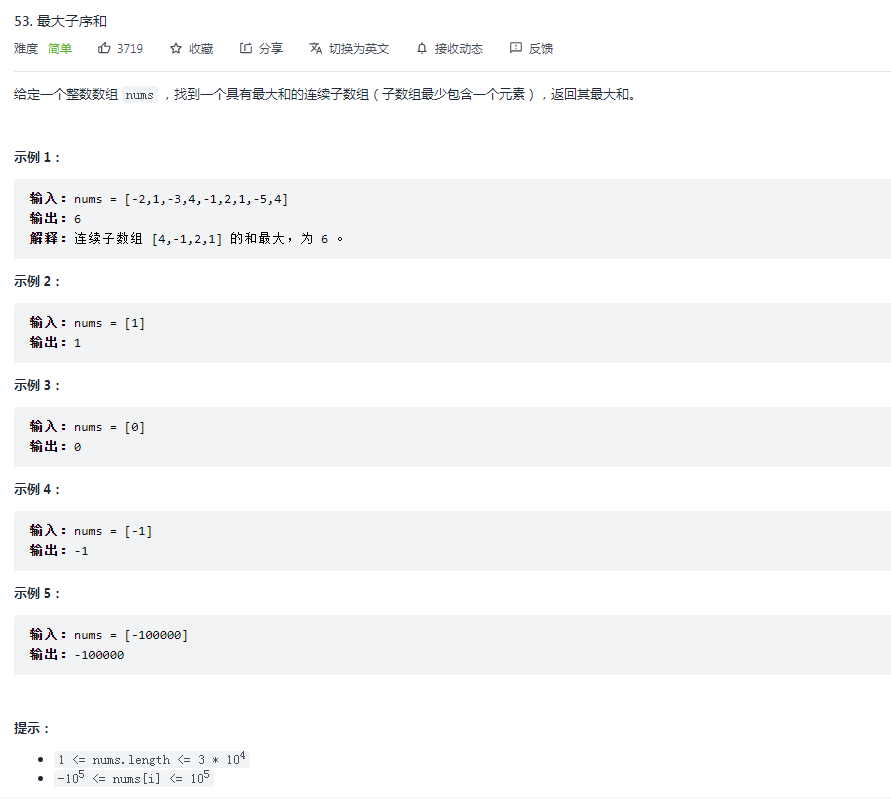 53. 最大子序和
难度 简单 3719 收藏 分享 切换为英文 接收动态 反馈
给定一个整数数组 nums ，找到一个具有最大和的连续子数组（子数组最少包含一个元素），返回其最大和。
示例 1：
输入：nums = [-2,1,-3,4,-1,2,1,-5,4]
输出：6
解释：连续子数组 [4,-1,2,1] 的和最大，为 6 。
示例 2：
输入：nums = [1]
输出：1
示例 3：
输入：nums = [0]
输出：0
示例 4：
输入：nums = [-1]
输出：-1
示例 5：
输入：nums = [-100000]
输出：-100000
提示：
• 1 <= nums.length <= 3 * 10⁴
• -10⁵ <= nums[i] <= 10⁵